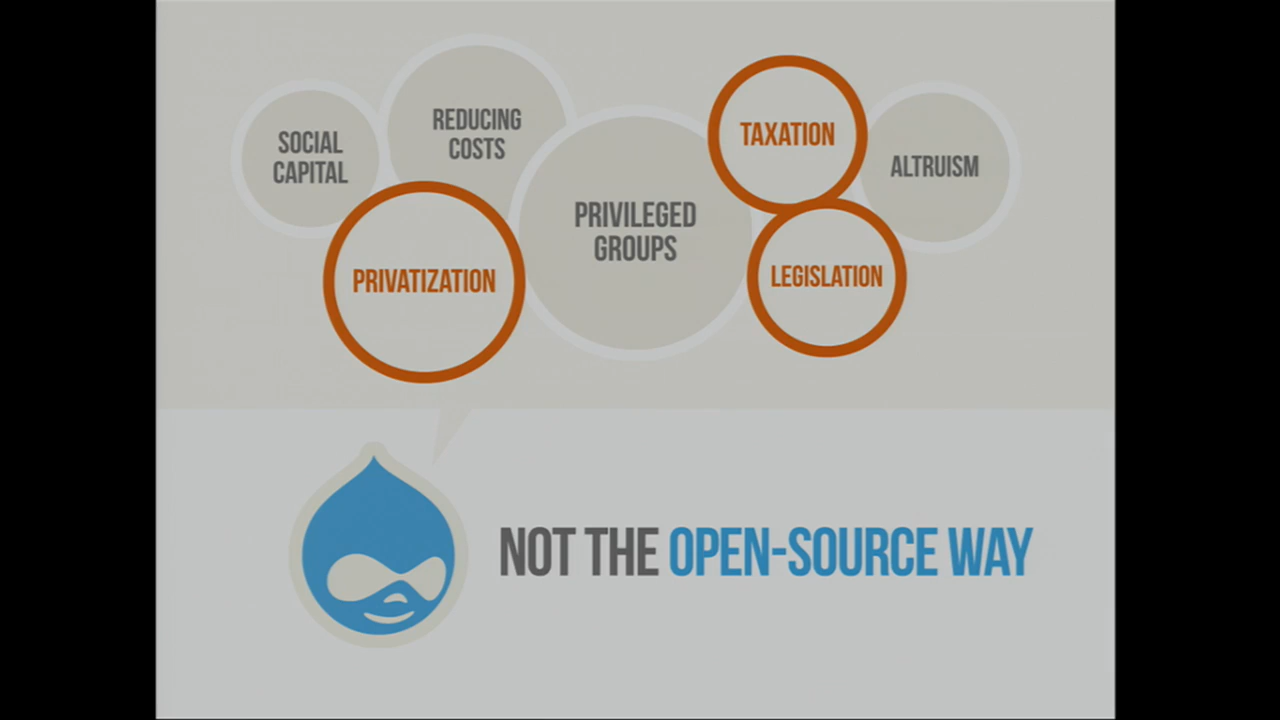 SOCIAL
CAPITAL
REDUCING
COSTS
PRIVATIZATION
PRIVILEGED
GROUPS
TAXATION
LEGISLATION
ALTRUISM
NOT THE OPEN-SOURCE WAY